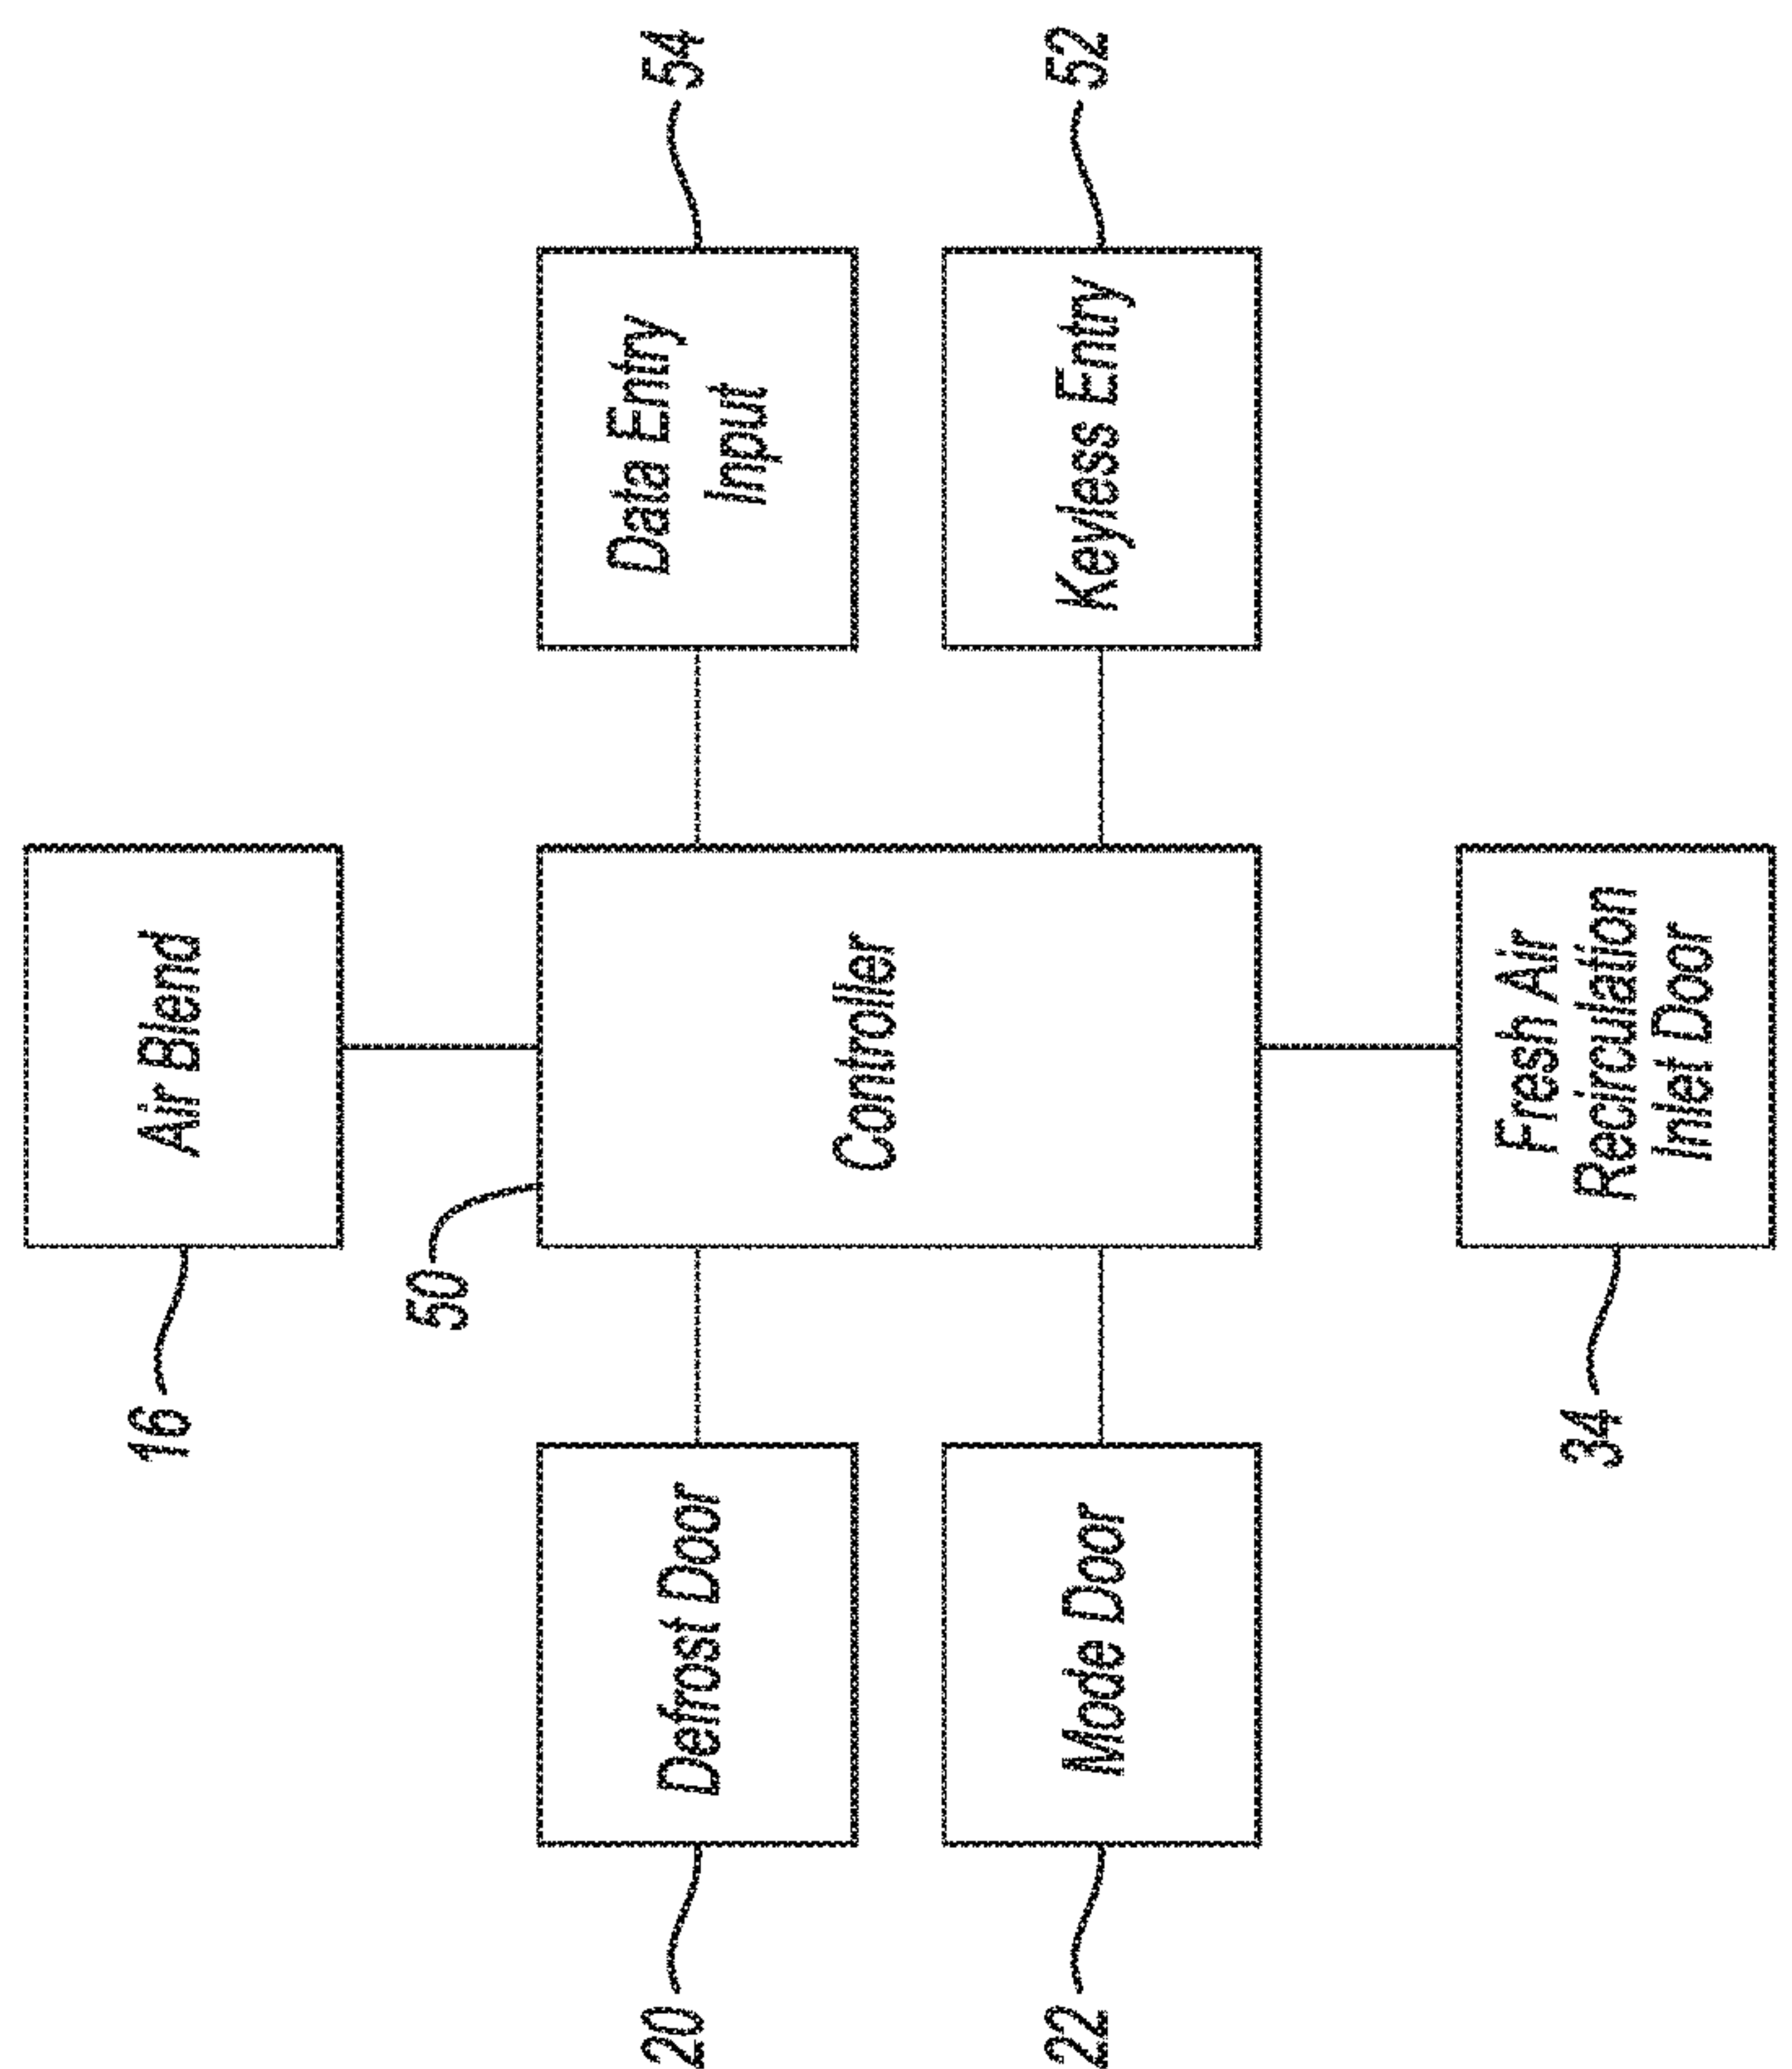 16
Air Blend
50
20
Defrost Door
Data Entry
Input
54
Controller
22
Mode Door
Keyless Entry
52
34
Fresh Air
Recirculation
Inlet Door